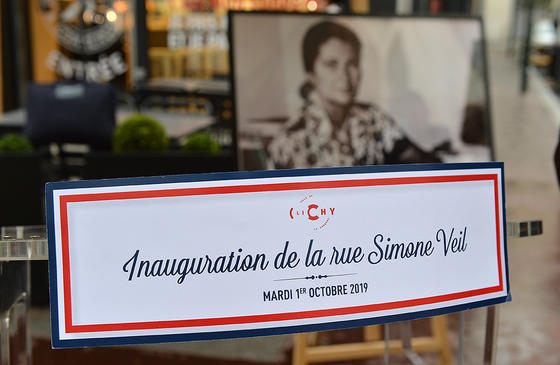 ENTRÉE
CLICHY
Inauguration de la rue Simone Veil
MARDI 1ER OCTOBRE 2019